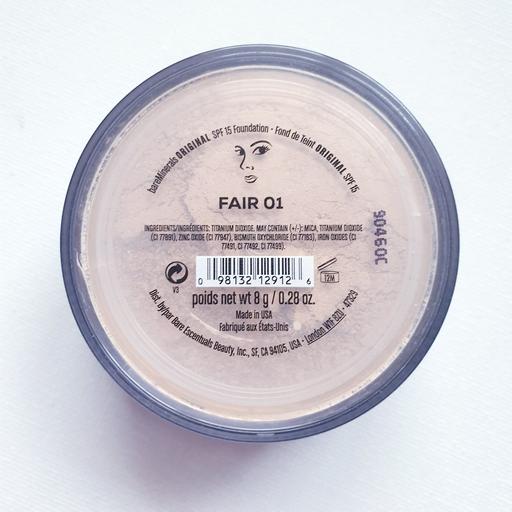 bareMinerals ORIGINAL SPF 15 Foundation • Fond de Teint ORIGINAL SPF 15
FAIR 01
INGREDIENTS/INGRÉDIENTS: TITANIUM DIOXIDE. MAY CONTAIN (+/-): MICA, TITANIUM DIOXIDE
(CI 77891), ZINC OXIDE (CI 77947), BISMUTH OXYCHLORIDE (CI 77163), IRON OXIDES (CI
77491, CI 77492, CI 77499).
90460C
V3
0 98132 12912 6
12M
poids net wt 8 g / 0.28 oz.
Made in USA
Fabriqué aux États-Unis
Dist. by/par Bare Escentuals Beauty, Inc., SF, CA 94105, USA • London W1F 8ZU • 47329